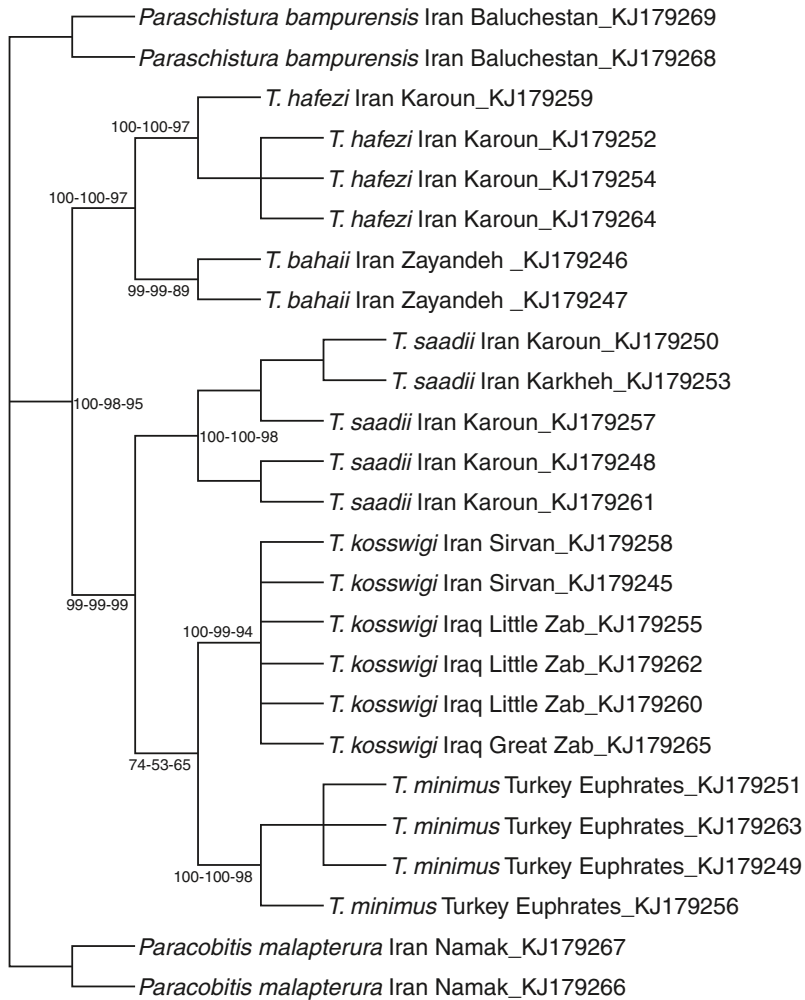 Paraschistura bampurensis Iran Baluchestan_KJ179269
Paraschistura bampurensis Iran Baluchestan_KJ179268
T. hafezi Iran Karoun_KJ179259
100-100-97
T. hafezi Iran Karoun_KJ179252
T. hafezi Iran Karoun_KJ179254
100-100-97
T. hafezi Iran Karoun_KJ179264
T. bahaii Iran Zayandeh _KJ179246
99-99-89
T. bahaii Iran Zayandeh _KJ179247
T. saadii Iran Karoun_KJ179250
T. saadii Iran Karkheh_KJ179253
100-98-95
T. saadii Iran Karoun_KJ179257
100-100-98
T. saadii Iran Karoun_KJ179248
T. saadii Iran Karoun_KJ179261
T. kosswigi Iran Sirvan_KJ179258
T. kosswigi Iran Sirvan_KJ179245
99-99-99
T. kosswigi Iraq Little Zab_KJ179255
100-99-94
T. kosswigi Iraq Little Zab_KJ179262
T. kosswigi Iraq Little Zab_KJ179260
T. kosswigi Iraq Great Zab_KJ179265
74-53-65
T. minimus Turkey Euphrates_KJ179251
T. minimus Turkey Euphrates_KJ179263
T. minimus Turkey Euphrates_KJ179249
100-100-98
T. minimus Turkey Euphrates_KJ179256
Paracobitis malapterura Iran Namak_KJ179267
Paracobitis malapterura Iran Namak_KJ179266